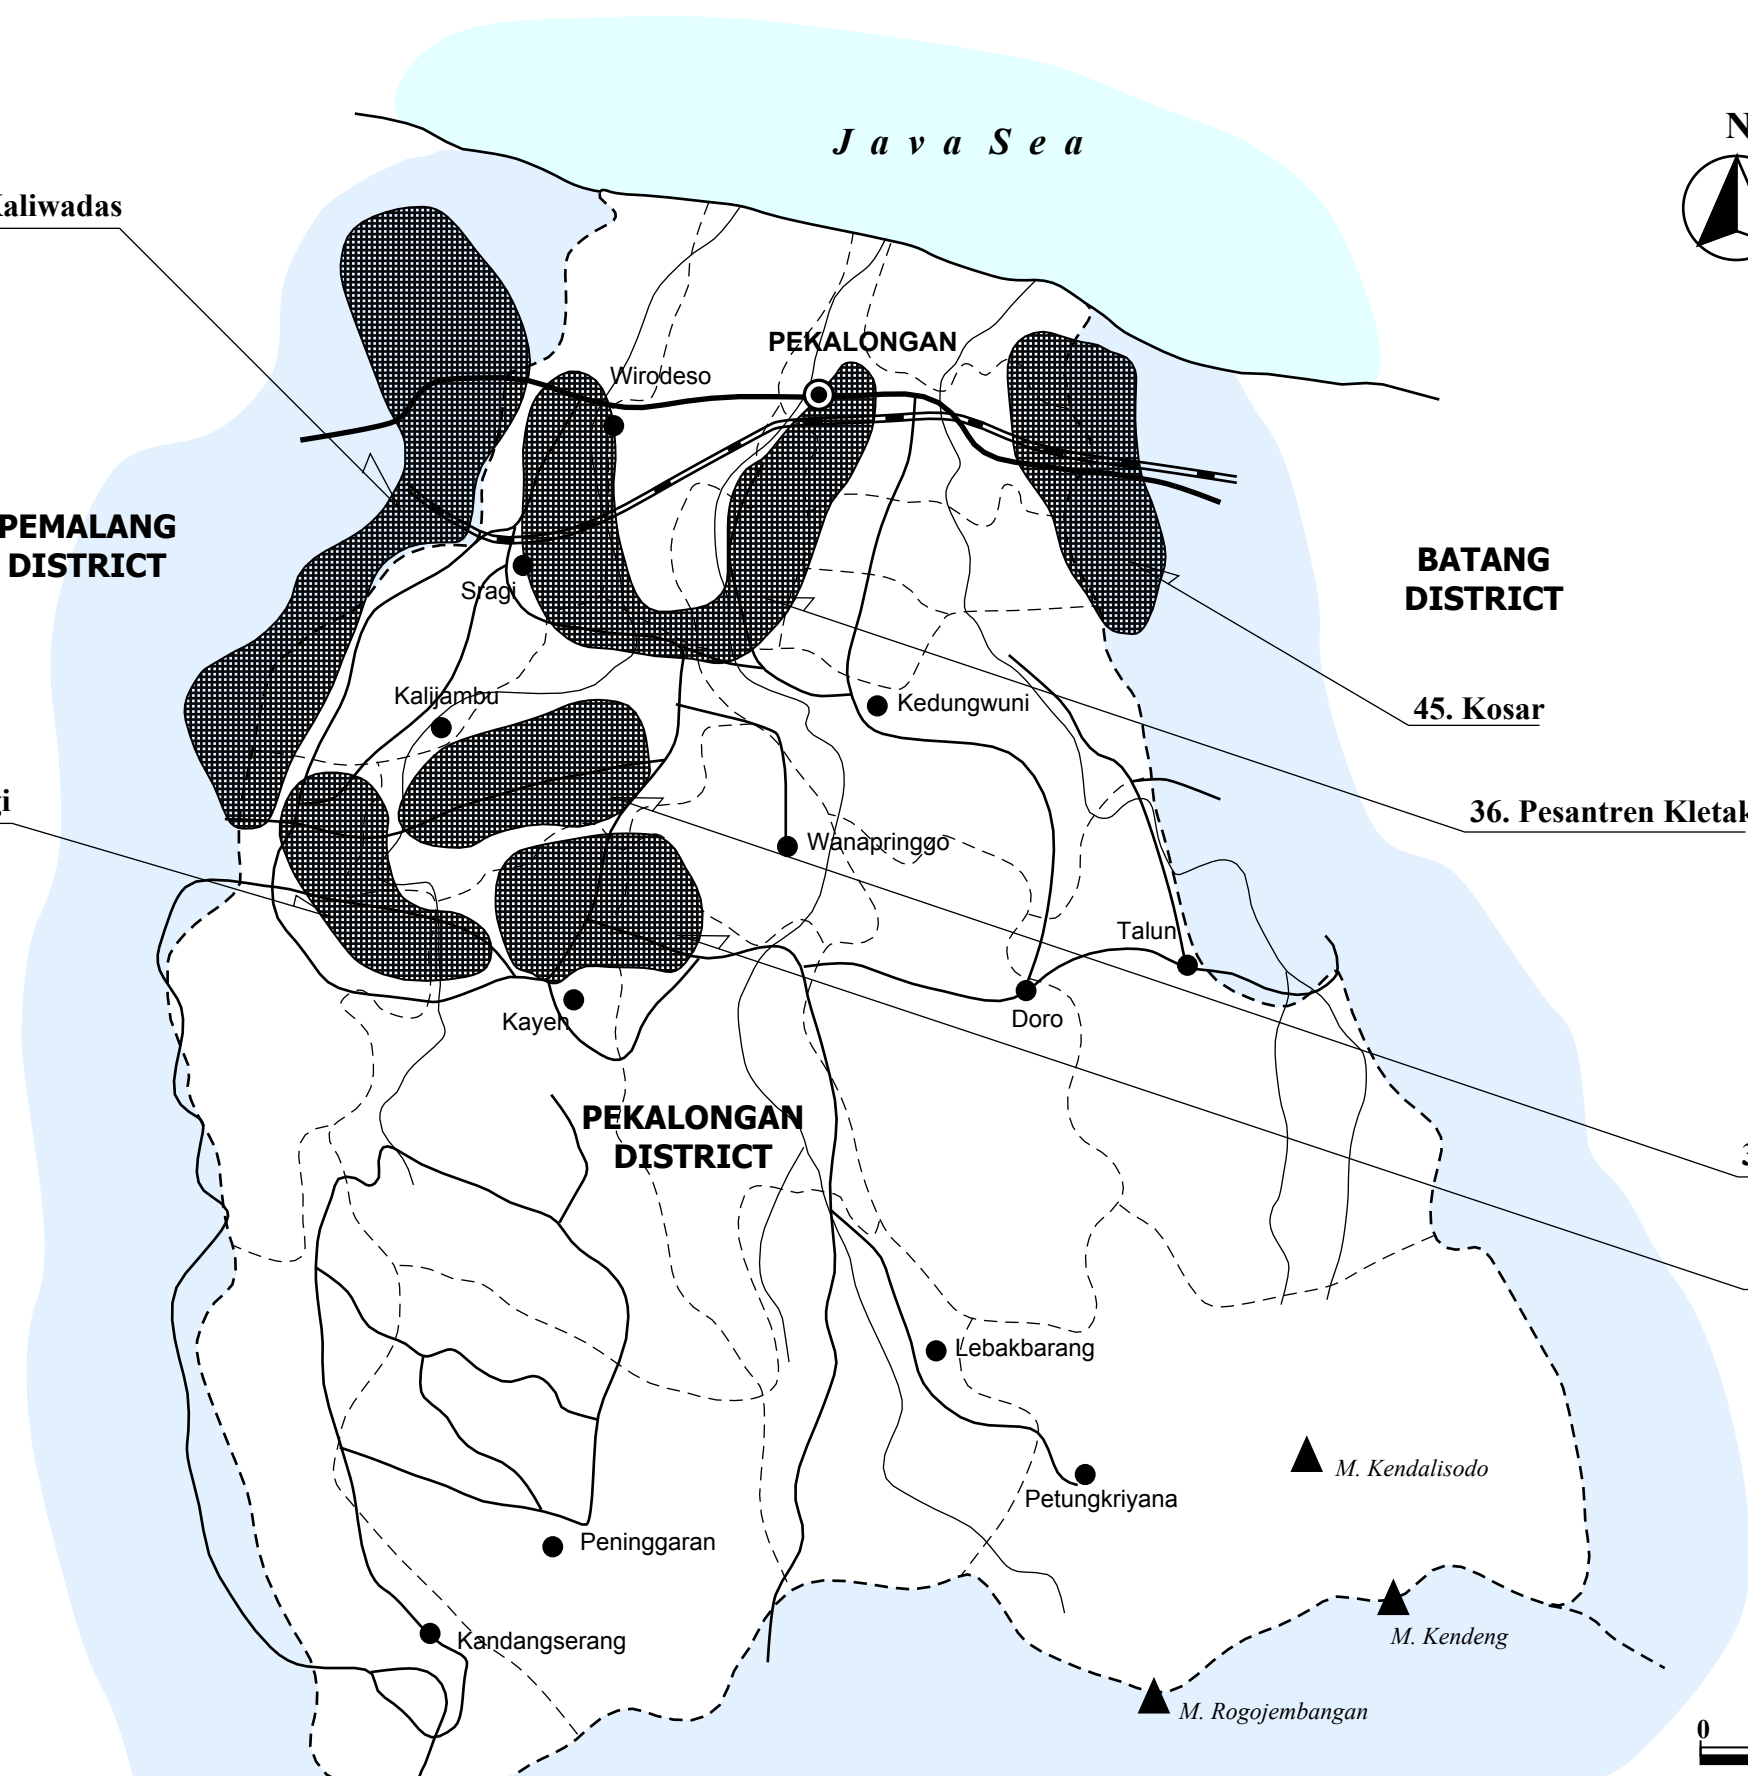 Java Sea
N
Kaliwadas
PEKALONGAN
Wirodeso
PEMALANG
DISTRICT
BATANG
DISTRICT
Sragi
Kalijambu
Kedungwuni
45. Kosar
36. Pesantren Kletak
Wanapringgo
Talun
Kayen
Doro
PEKALONGAN
DISTRICT
Lebakbarang
M. Kendalisodo
Petungkriyana
Peninggaran
Kandangserang
M. Kendeng
M. Rogojembangan
0